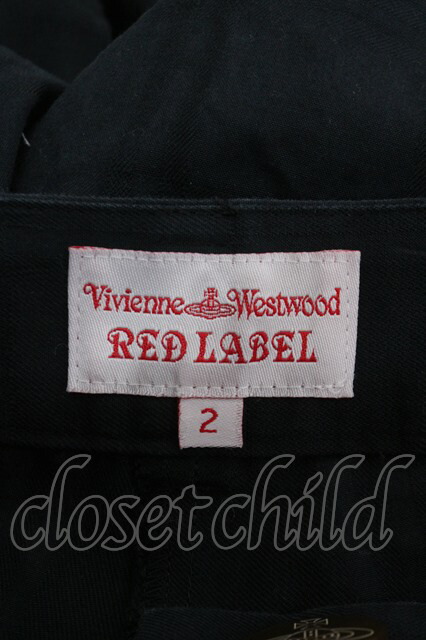 Vivienne Westwood
RED LABEL
2
closetchild